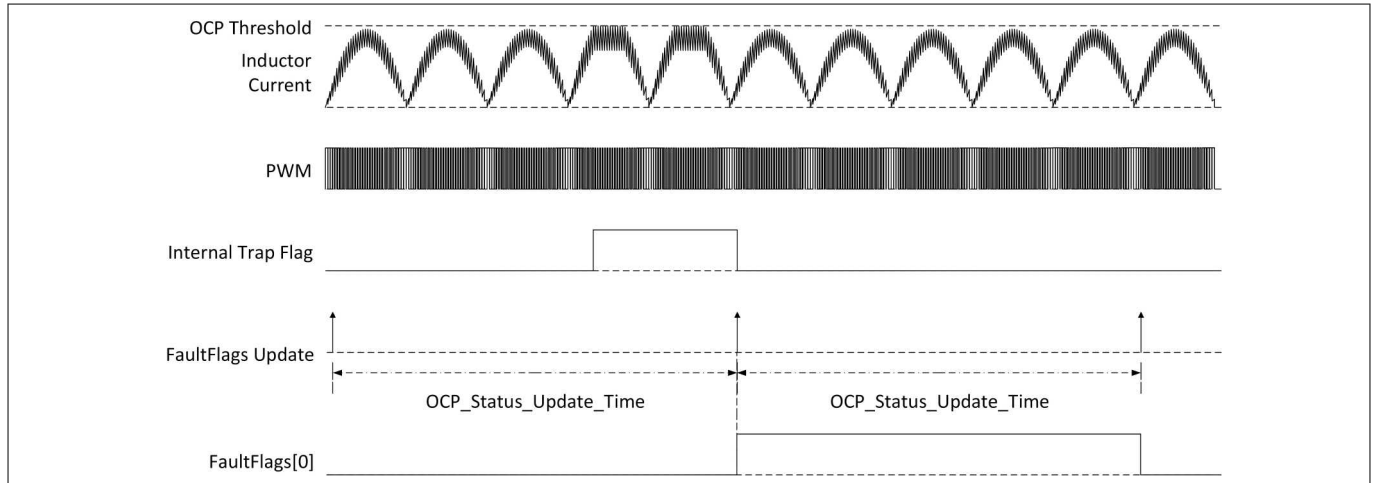 OCP Threshold
Inductor
Current
PWM
Internal Trap Flag
FaultFlags Update
OCP_Status_Update_Time OCP_Status_Update_Time
FaultFlags[0]